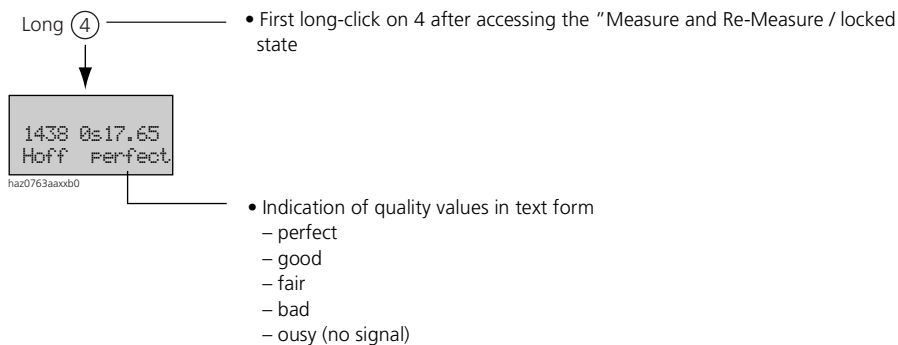 Long 4
• First long-click on 4 after accessing the ”Measure and Re-Measure / locked
state
1438 0s17.65
Hoff perfect
haz0763aaxxb0
• Indication of quality values in text form
– perfect
– good
– fair
– bad
– ousy (no signal)